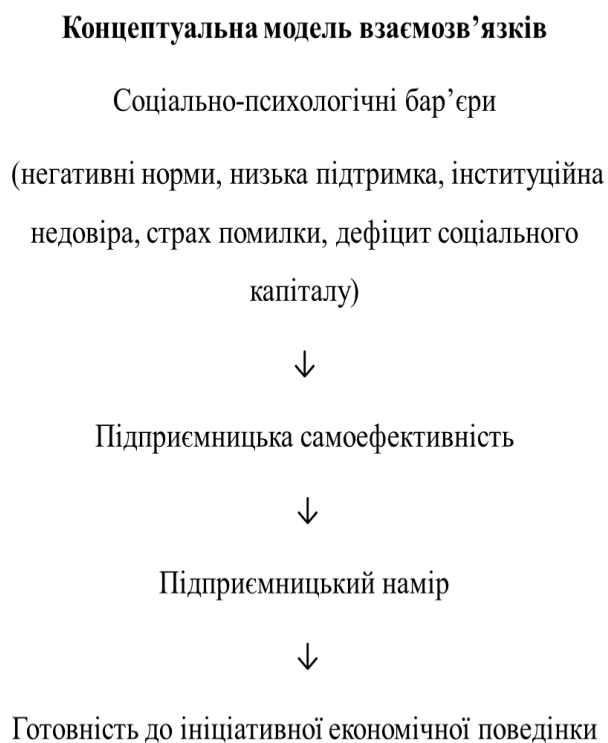 Концептуальна модель взаємозв’язків
Соціально-психологічні бар’єри
(негативні норми, низька підтримка, інституційна
недовіра, страх помилки, дефіцит соціального
капіталу)
↓
Підприємницька самоефективність
↓
Підприємницький намір
↓
Готовність до ініціативної економічної поведінки